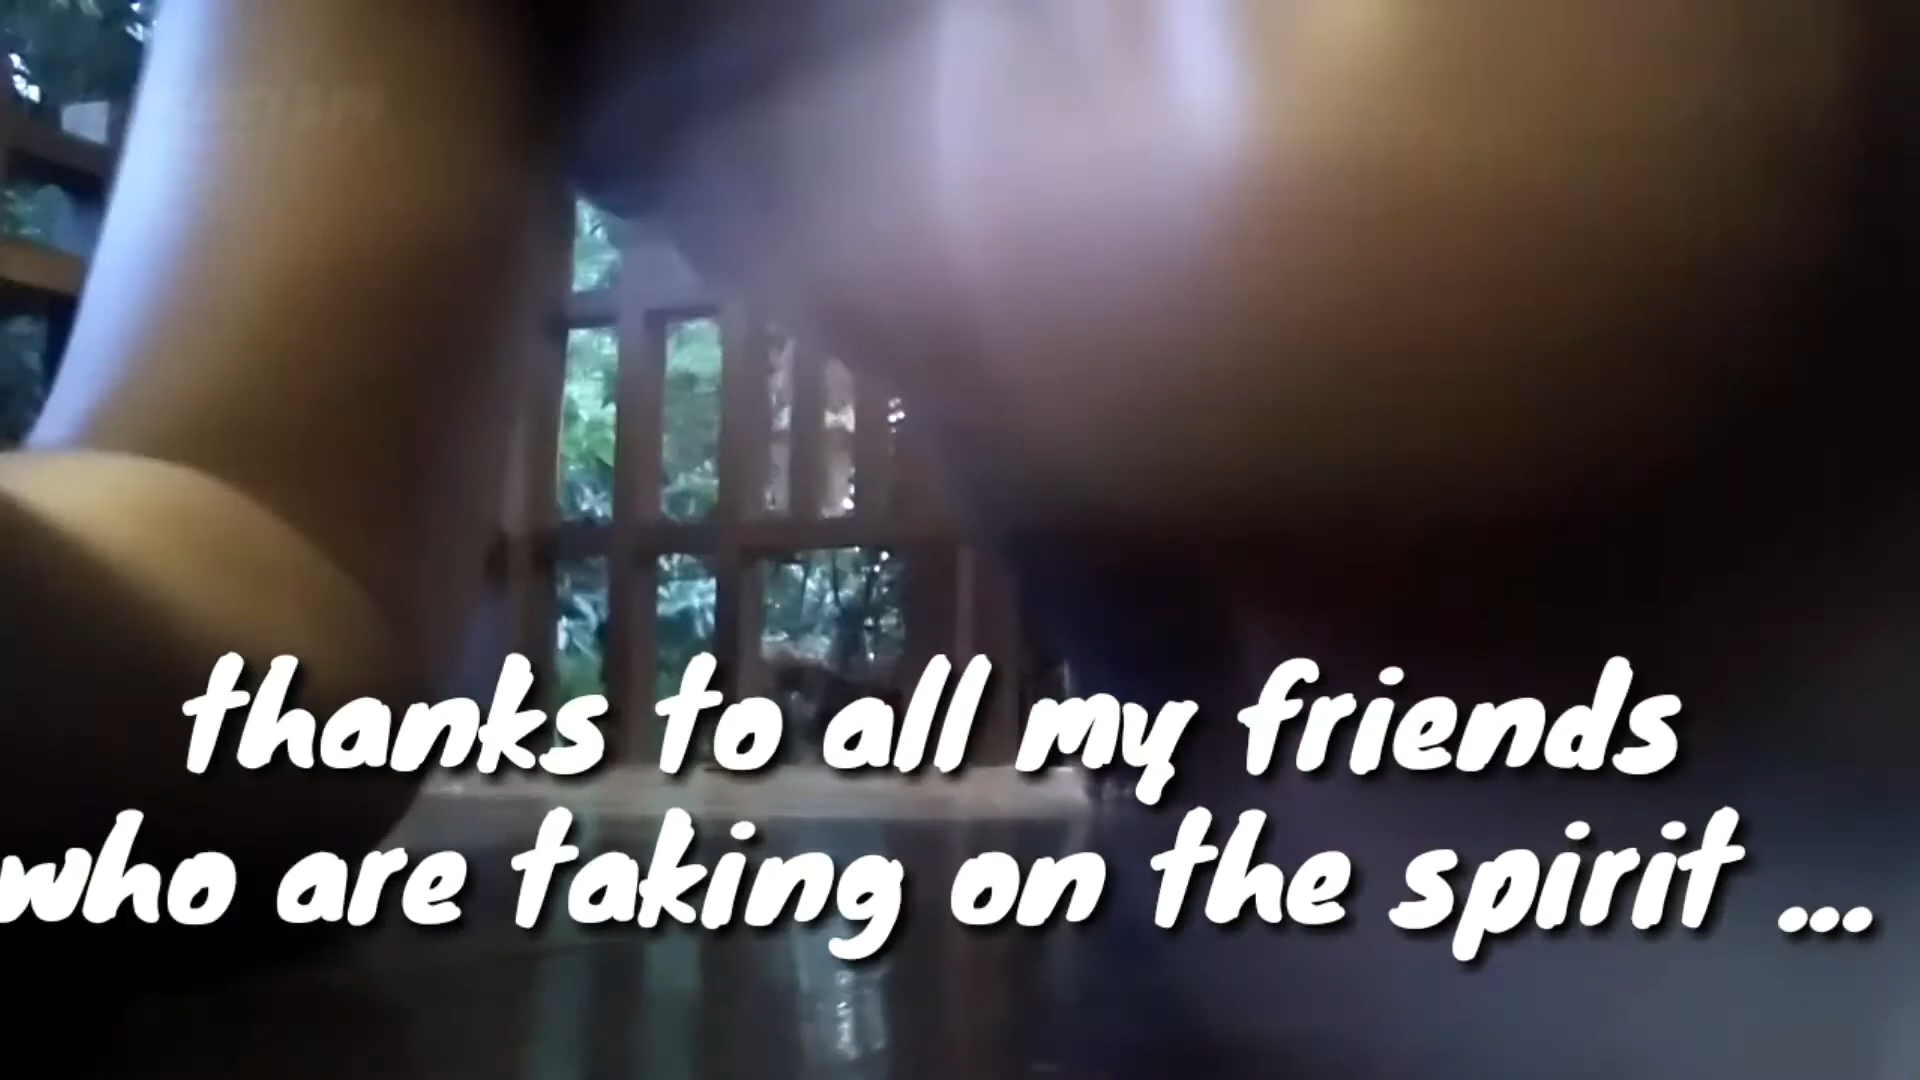 thanks to all my friends
who are taking on the spirit ...